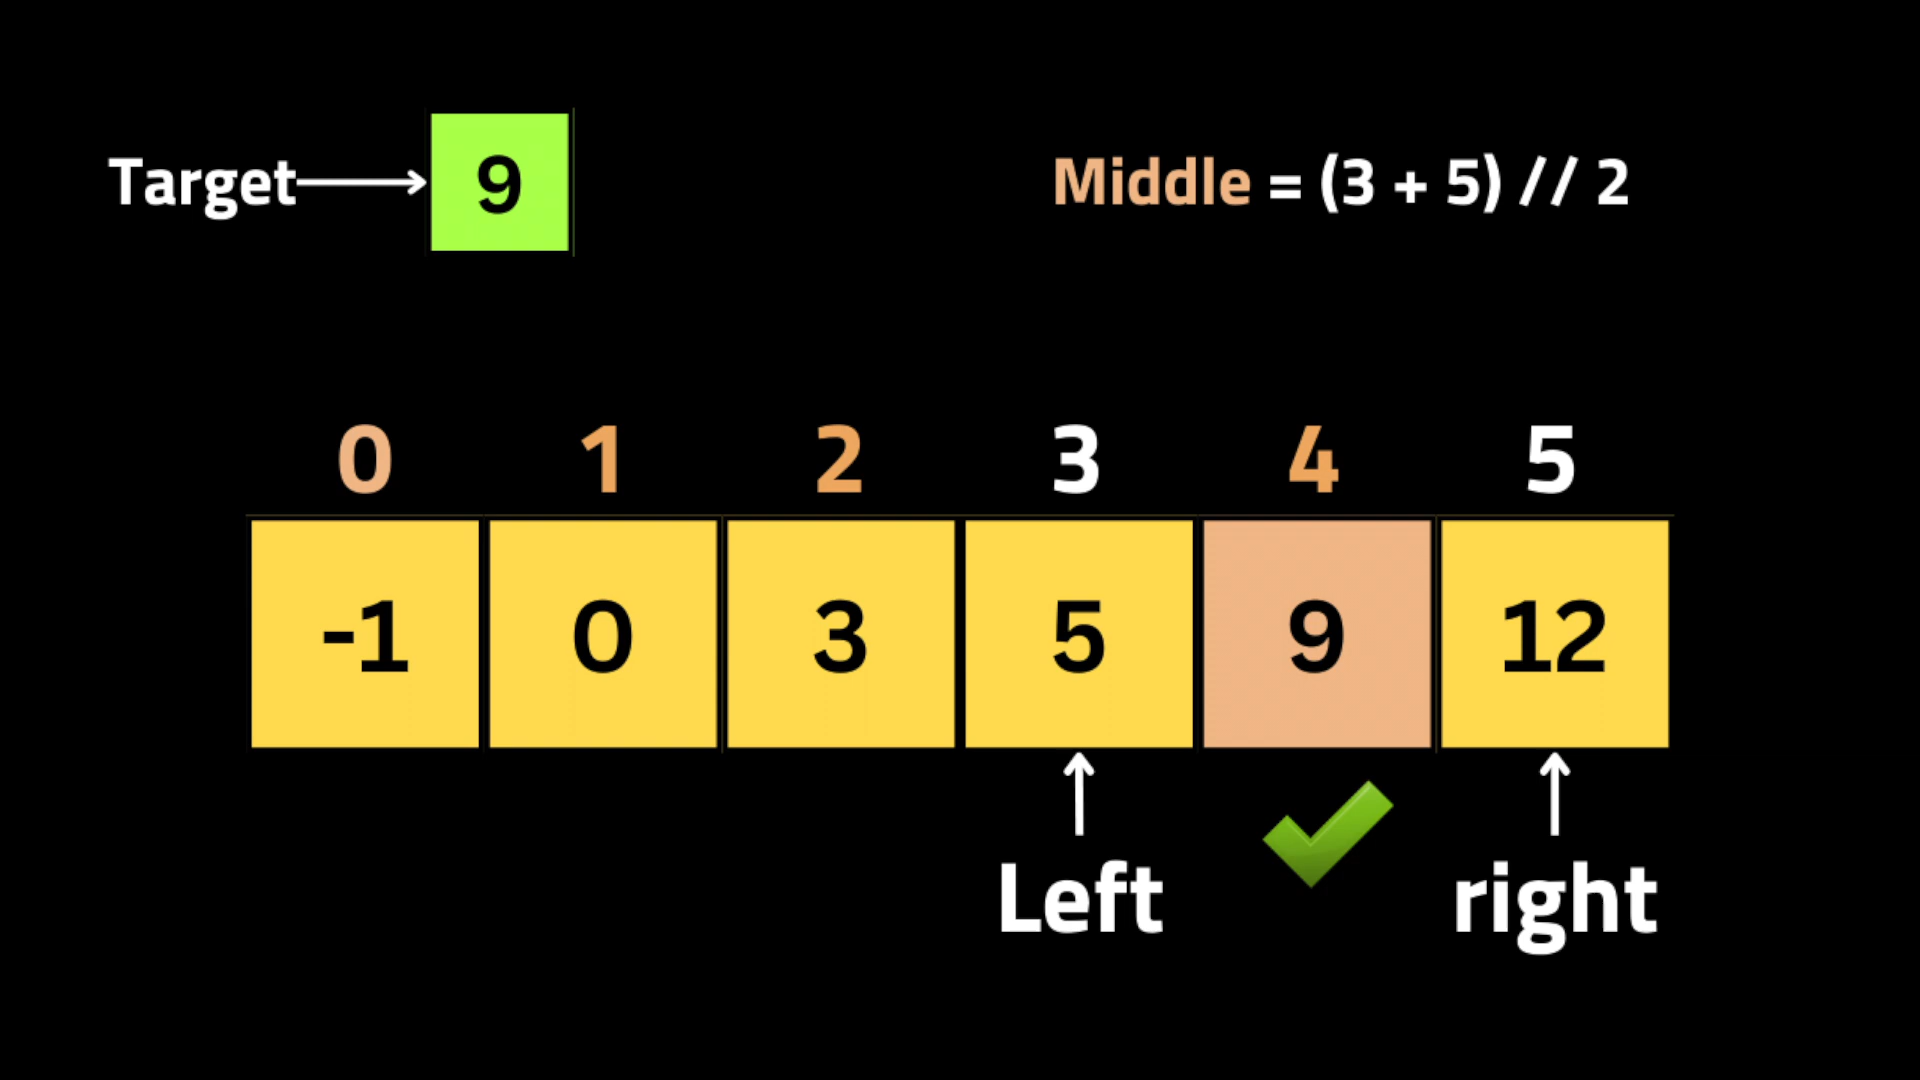 Target 9
Middle = (3 + 5) // 2
0 1 2 3 4 5
-1 0 3 5 9 12
Left right